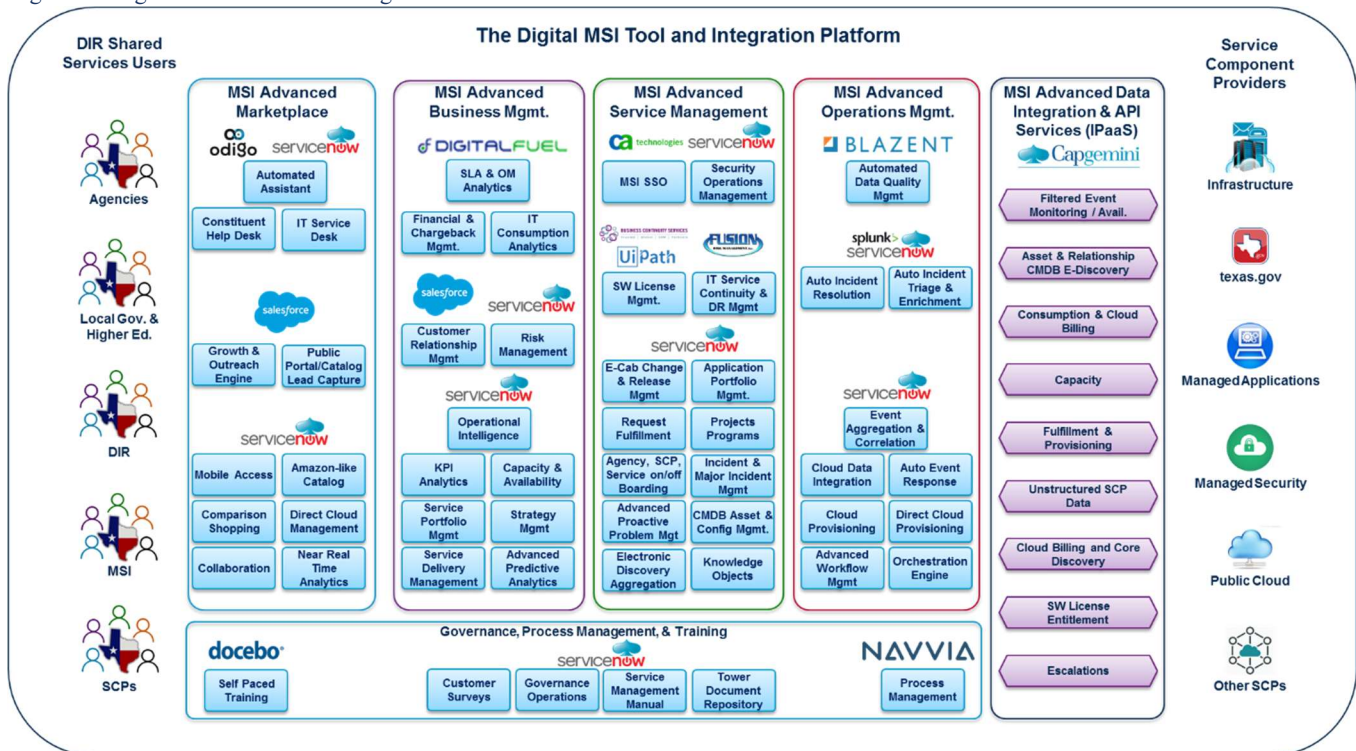 The Digital MSI Tool and Integration Platform
DIR Shared
Services Users
Agencies
Local Gov. &
Higher Ed.
DIR
MSI
SCPs
MSI Advanced
Marketplace
odigo
servicenow
Automated
Assistant
Constituent
Help Desk
IT Service
Desk
salesforce
Growth &
Outreach
Engine
Public
Portal/Catalog
Lead Capture
servicenow
Mobile Access
Amazon-like
Catalog
Comparison
Shopping
Direct Cloud
Management
Collaboration
Near Real
Time
Analytics
MSI Advanced
Business Mgmt.
DIGITALFUEL
SLA & OM
Analytics
Financial &
Chargeback
Mgmt.
IT
Consumption
Analytics
salesforce
servicenow
Customer
Relationship
Mgmt
Risk
Management
servicenow
Operational
Intelligence
KPI
Analytics
Capacity &
Availability
Service
Portfolio
Mgmt
Strategy
Mgmt
Service
Delivery
Management
Advanced
Predictive
Analytics
MSI Advanced
Service Management
ca technologies
servicenow
MSI SSO
Security
Operations
Management
BUSINESS CONTINUITY SERVICES
FUSION
UiPath
SW License
Mgmt.
IT Service
Continuity &
DR Mgmt
servicenow
E-Cab Change
& Release
Mgmt
Application
Portfolio
Mgmt.
Request
Fulfillment
Projects
Programs
Agency, SCP,
Service on/off
Boarding
Incident &
Major Incident
Mgmt
Advanced
Proactive
Problem Mgt
CMDB Asset &
Config Mgmt.
Electronic
Discovery
Aggregation
Knowledge
Objects
MSI Advanced
Operations Mgmt.
BLAZENT
Automated
Data Quality
Mgmt
splunk>
servicenow
Auto Incident
Resolution
Auto Incident
Triage &
Enrichment
servicenow
Event
Aggregation &
Correlation
Cloud Data
Integration
Auto Event
Response
Cloud
Provisioning
Direct Cloud
Provisioning
Advanced
Workflow
Mgmt
Orchestration
Engine
MSI Advanced Data
Integration & API
Services (IPaaS)
Capgemini
Filtered Event
Monitoring / Avail.
Asset & Relationship
CMDB E-Discovery
Consumption & Cloud
Billing
Capacity
Fulfillment &
Provisioning
Unstructured SCP
Data
Cloud Billing and Core
Discovery
SW License
Entitlement
Escalations
Service
Component
Providers
Infrastructure
texas.gov
Managed Applications
Managed Security
Public Cloud
Other SCPs
Governance, Process Management, & Training
docebo
servicenow
NAVVIA
Self Paced
Training
Customer
Surveys
Governance
Operations
Service
Management
Manual
Tower
Document
Repository
Process
Management